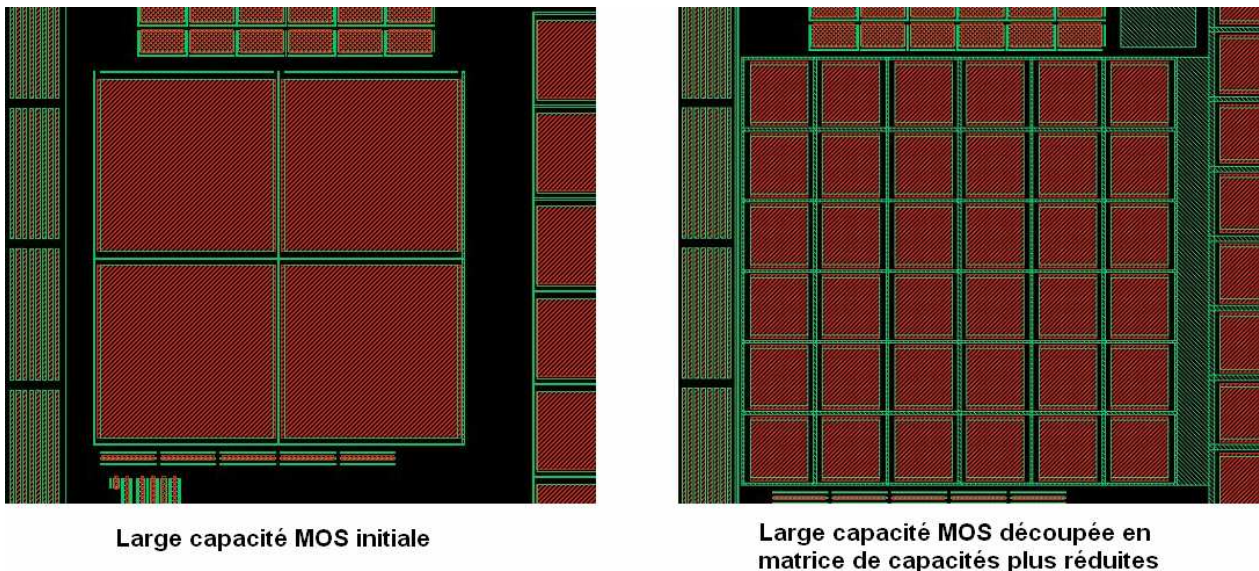 Large capacité MOS initiale
Large capacité MOS découpée en
matrice de capacités plus réduites